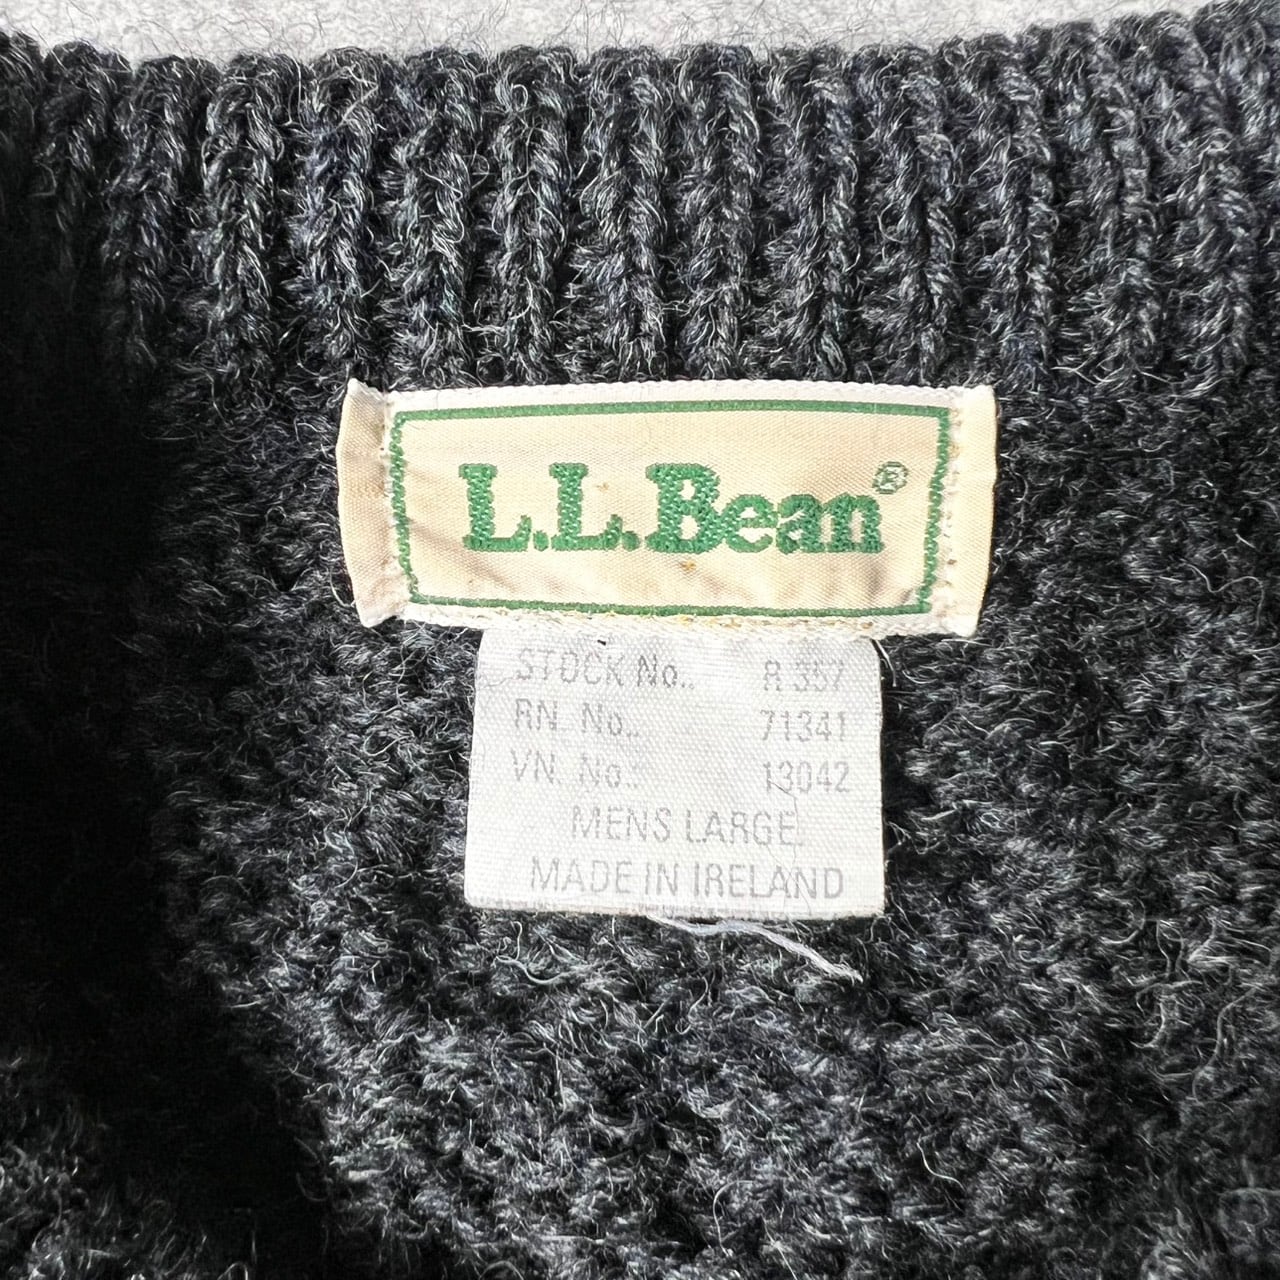 L.L.Bean®
STOCK No.. R 357
RN. No.. 71341
VN. No.: 13042
MENS LARGE
MADE IN IRELAND